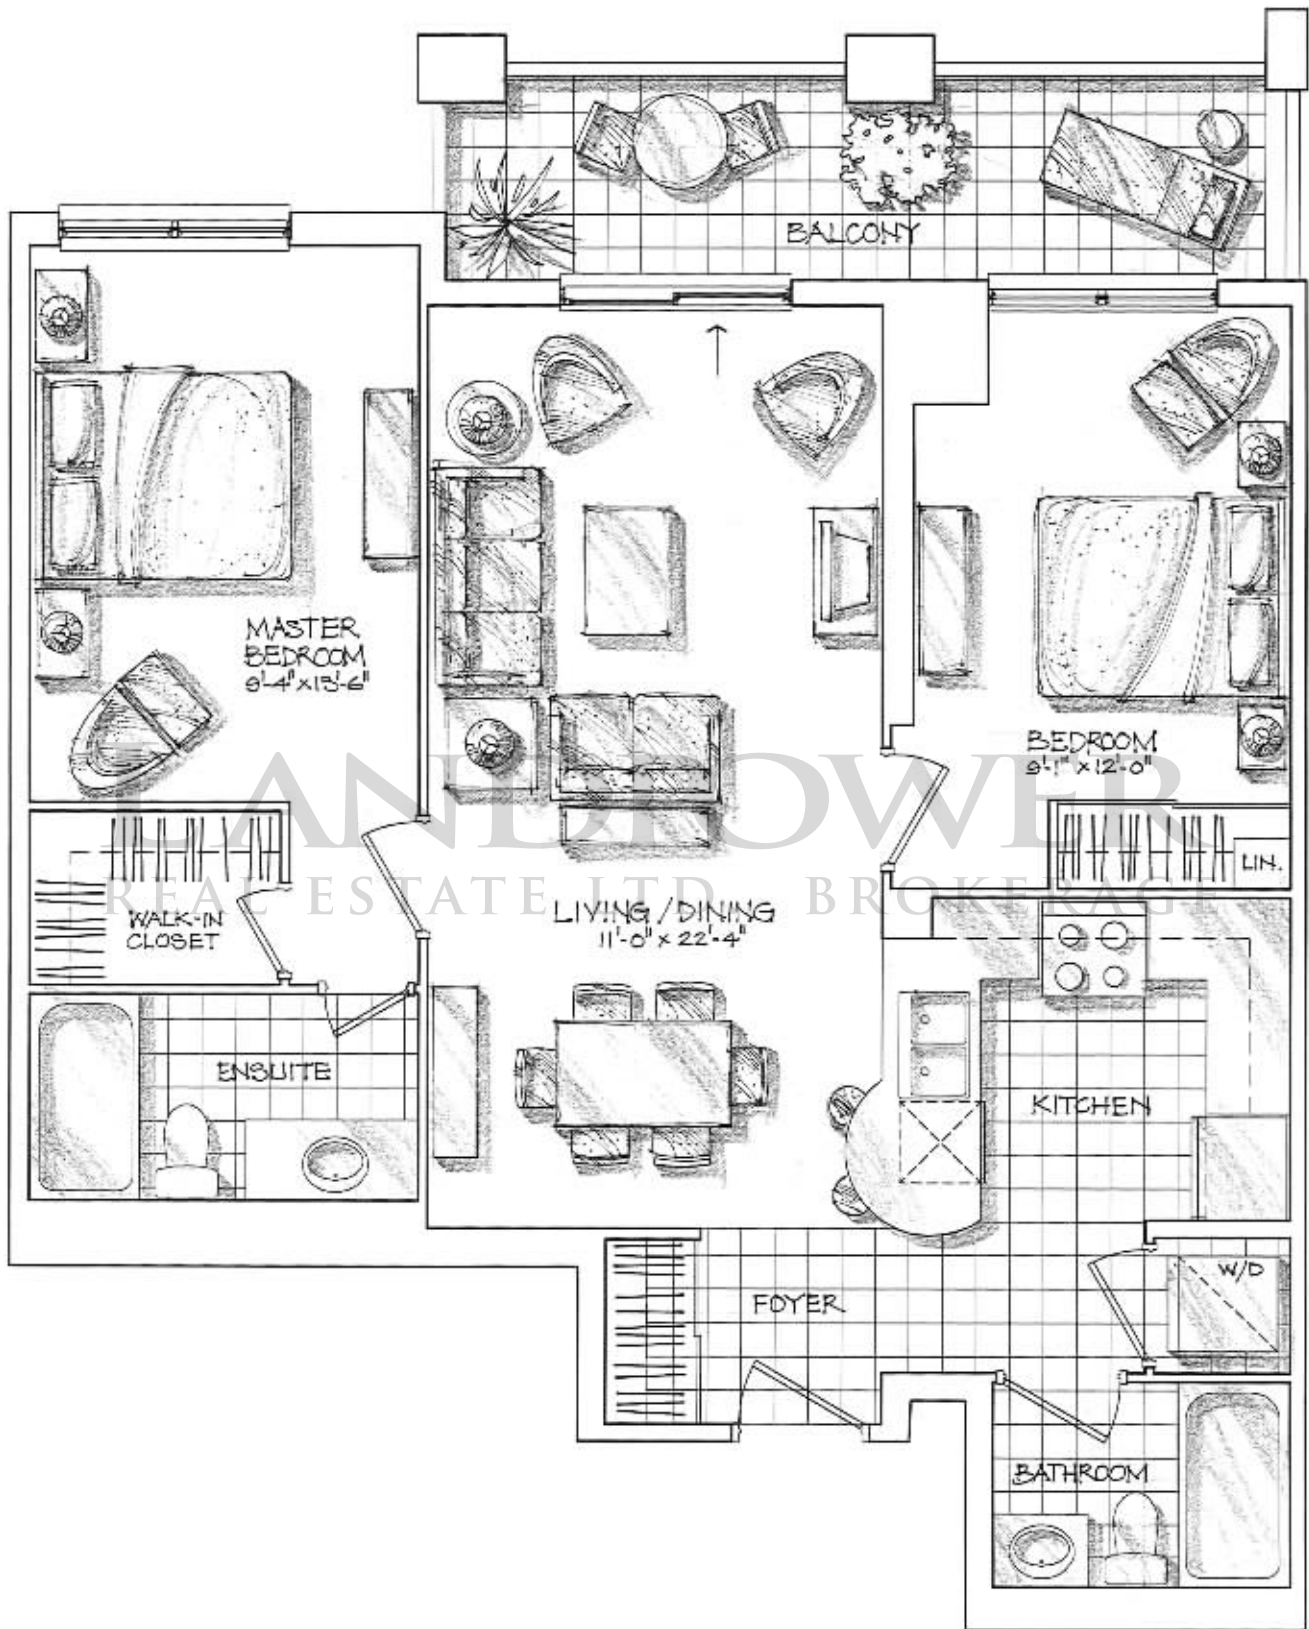 BALCONY
MASTER
BEDROOM
9'-4" x 13'-6"
BEDROOM
9'-1" x 12'-0"
LANDPOWER
REAL ESTATE LTD. BROKERAGE
LIN.
WALK-IN
CLOSET
LIVING/DINING
11'-0" x 22'-4"
ENSUITE
KITCHEN
W/D
FOYER
BATHROOM